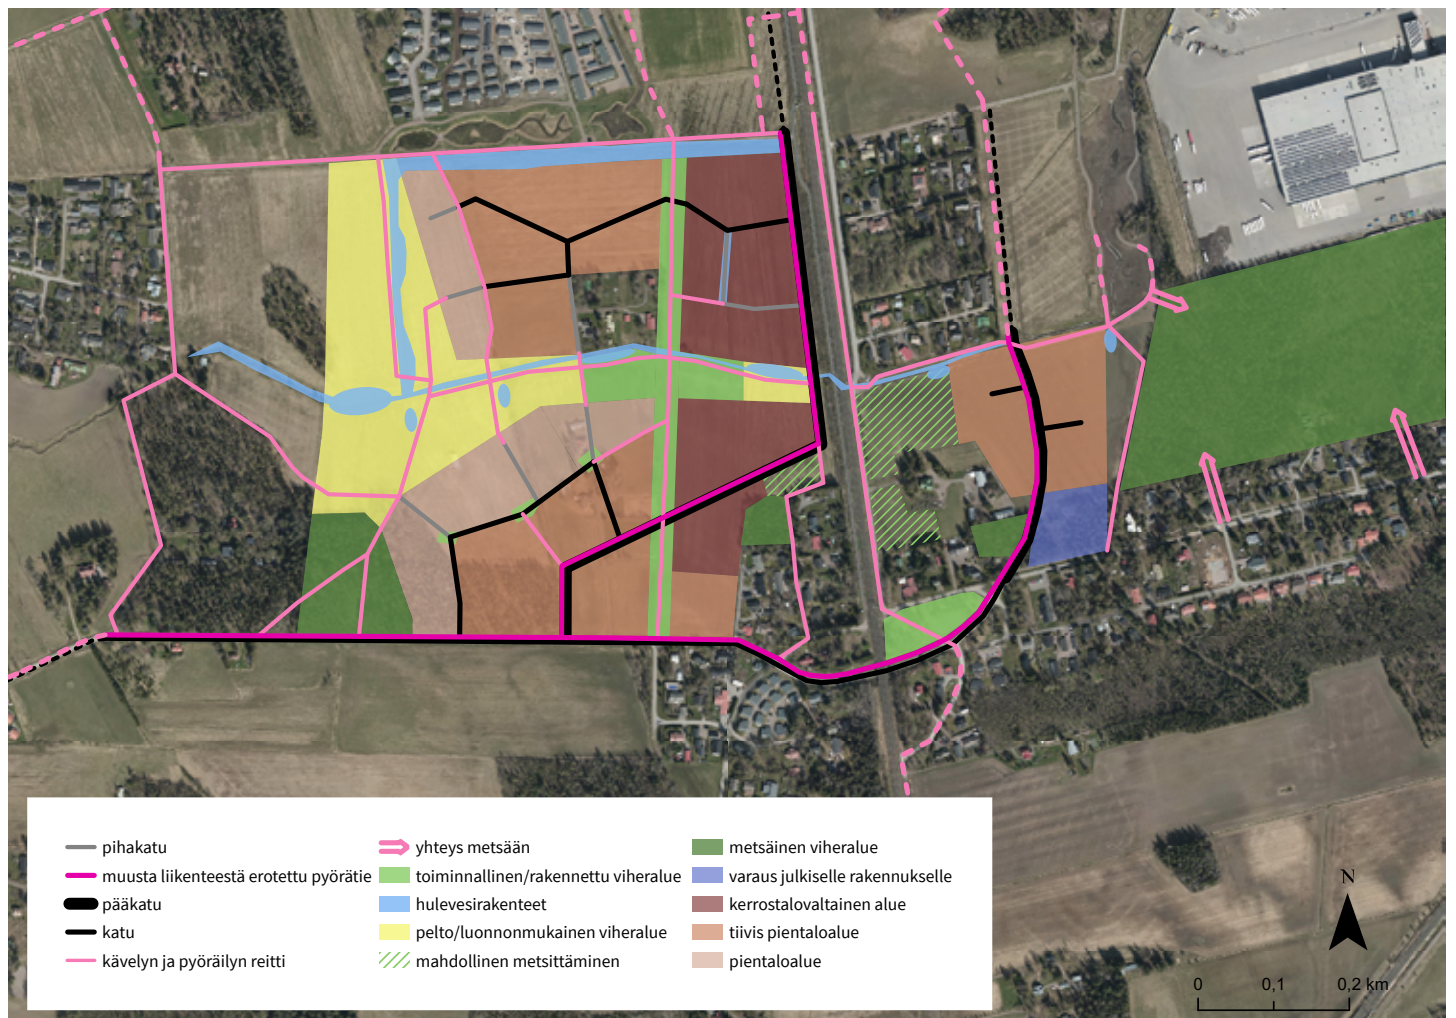 pihakatu
muusta liikenteestä erotettu pyörätie
pääkatu
katu
kävelyn ja pyöräilyn reitti
yhteys metsään
toiminnallinen/rakennettu viheralue
hulevesirakenteet
pelto/luonnonmukainen viheralue
mahdollinen metsittäminen
metsäinen viheralue
varaus julkiselle rakennukselle
kerrostalovaltainen alue
tiivis pientaloalue
pientaloalue
N
0 0,1 0,2 km